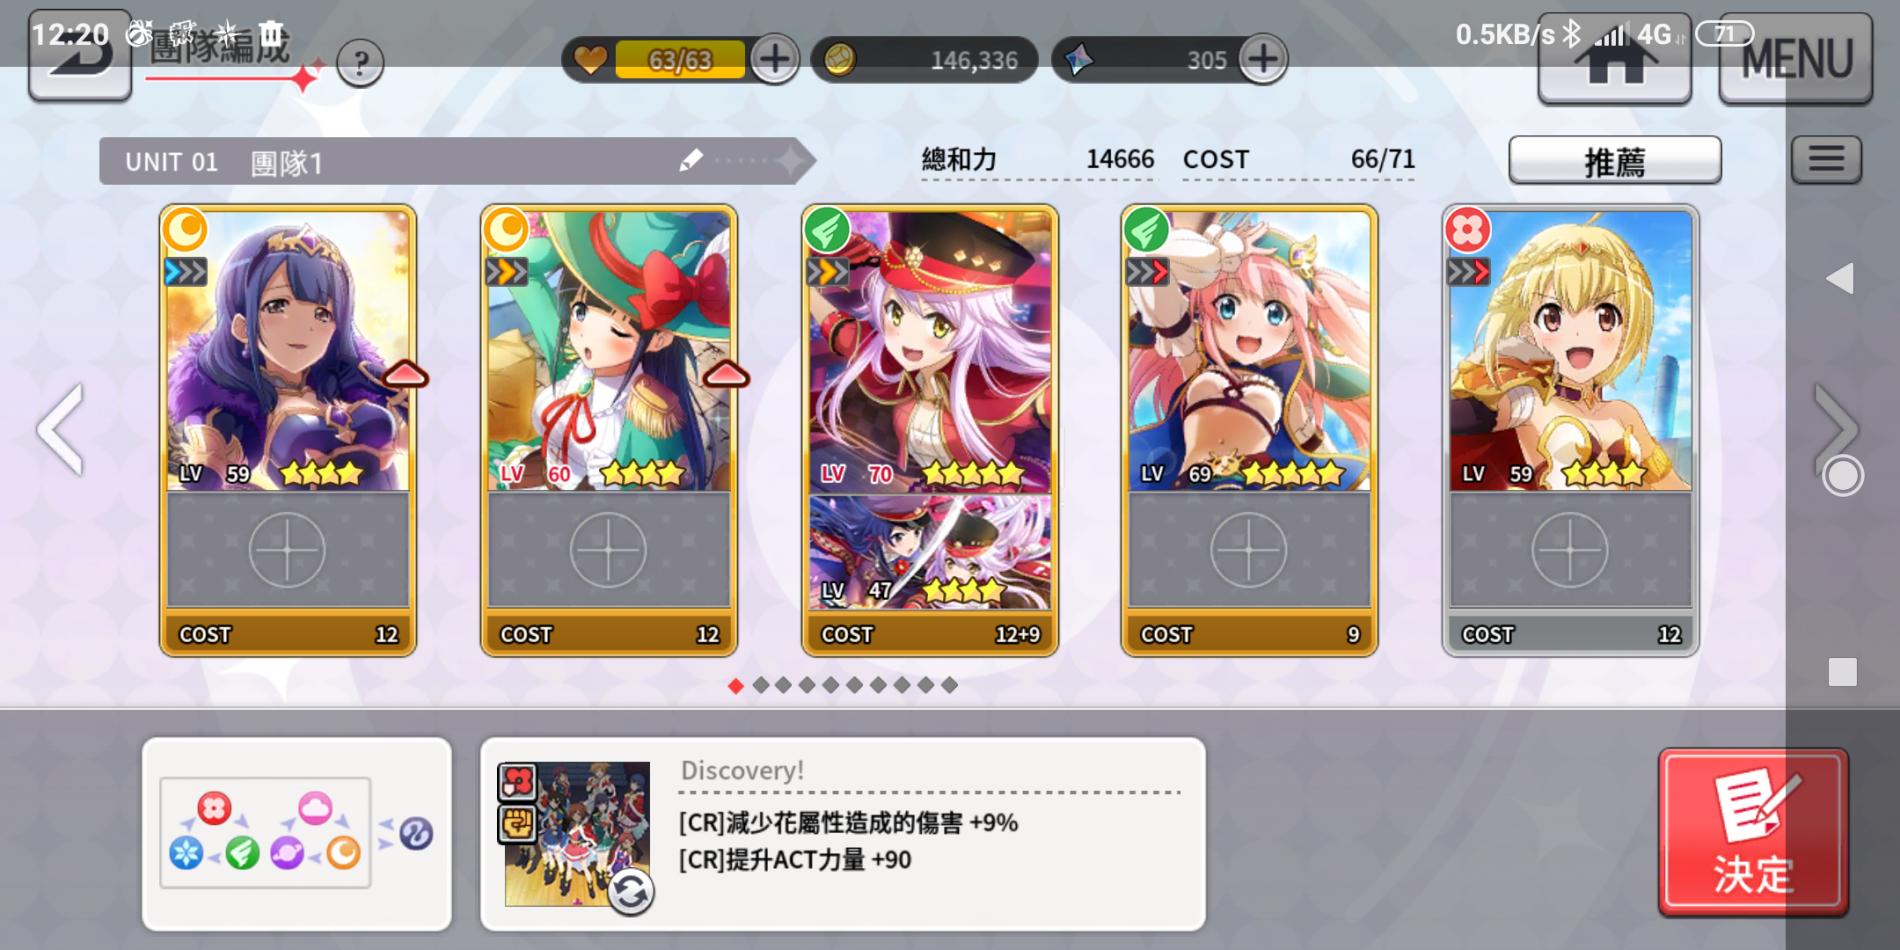 12:20
0.5KB/s 4G 71
團隊編成 ?
63/63
146,336
305
MENU
UNIT 01 團隊1
總和力 14666 COST 66/71
推薦
LV 59
LV 60
LV 70
LV 69
LV 59
LV 47
COST 12
COST 12
COST 12+9
COST 9
COST 12
Discovery!
[CR]減少花屬性造成的傷害 +9%
[CR]提升ACT力量 +90
決定